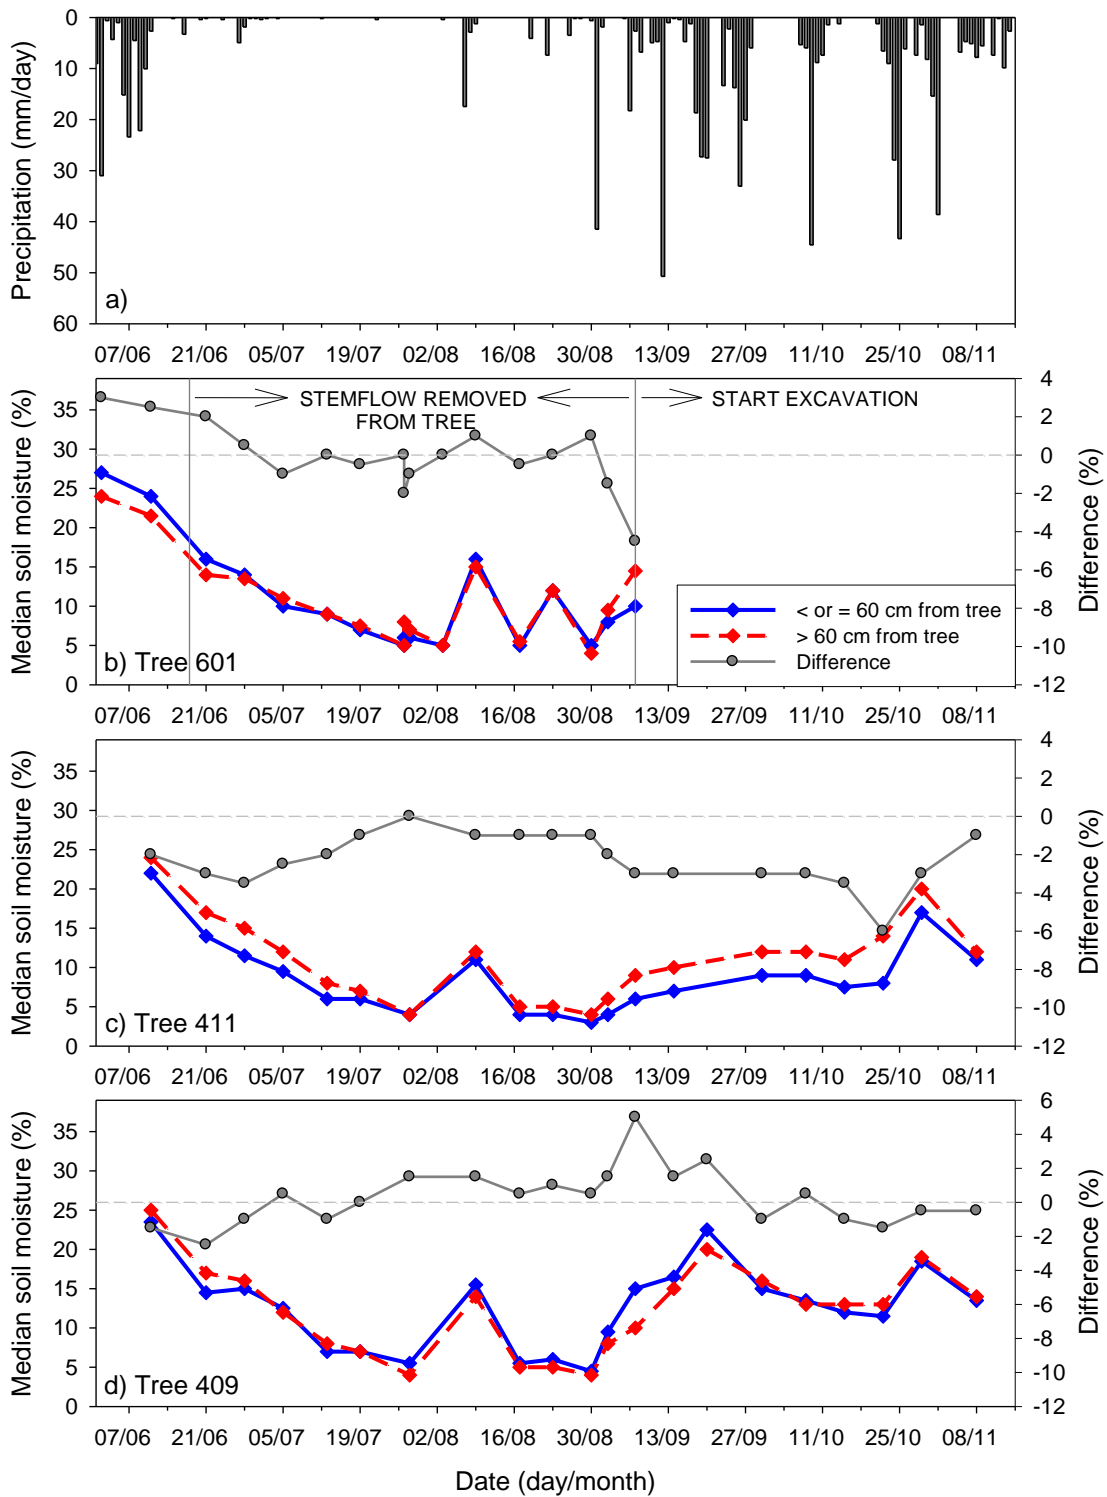 Precipitation (mm/day)
0
10
20
30
40
50
60
a)
07/06 21/06 05/07 19/07 02/08 16/08 30/08 13/09 27/09 11/10 25/10 08/11
Median soil moisture (%)
35
30
25
20
15
10
5
0
STEMFLOW REMOVED
FROM TREE
START EXCAVATION
b) Tree 601
< or = 60 cm from tree
> 60 cm from tree
Difference
4
2
0
-2
-4
-6
-8
-10
-12
Difference (%)
07/06 21/06 05/07 19/07 02/08 16/08 30/08 13/09 27/09 11/10 25/10 08/11
Median soil moisture (%)
35
30
25
20
15
10
5
0
c) Tree 411
4
2
0
-2
-4
-6
-8
-10
-12
Difference (%)
07/06 21/06 05/07 19/07 02/08 16/08 30/08 13/09 27/09 11/10 25/10 08/11
Median soil moisture (%)
35
30
25
20
15
10
5
0
d) Tree 409
6
4
2
0
-2
-4
-6
-8
-10
-12
Difference (%)
07/06 21/06 05/07 19/07 02/08 16/08 30/08 13/09 27/09 11/10 25/10 08/11
Date (day/month)